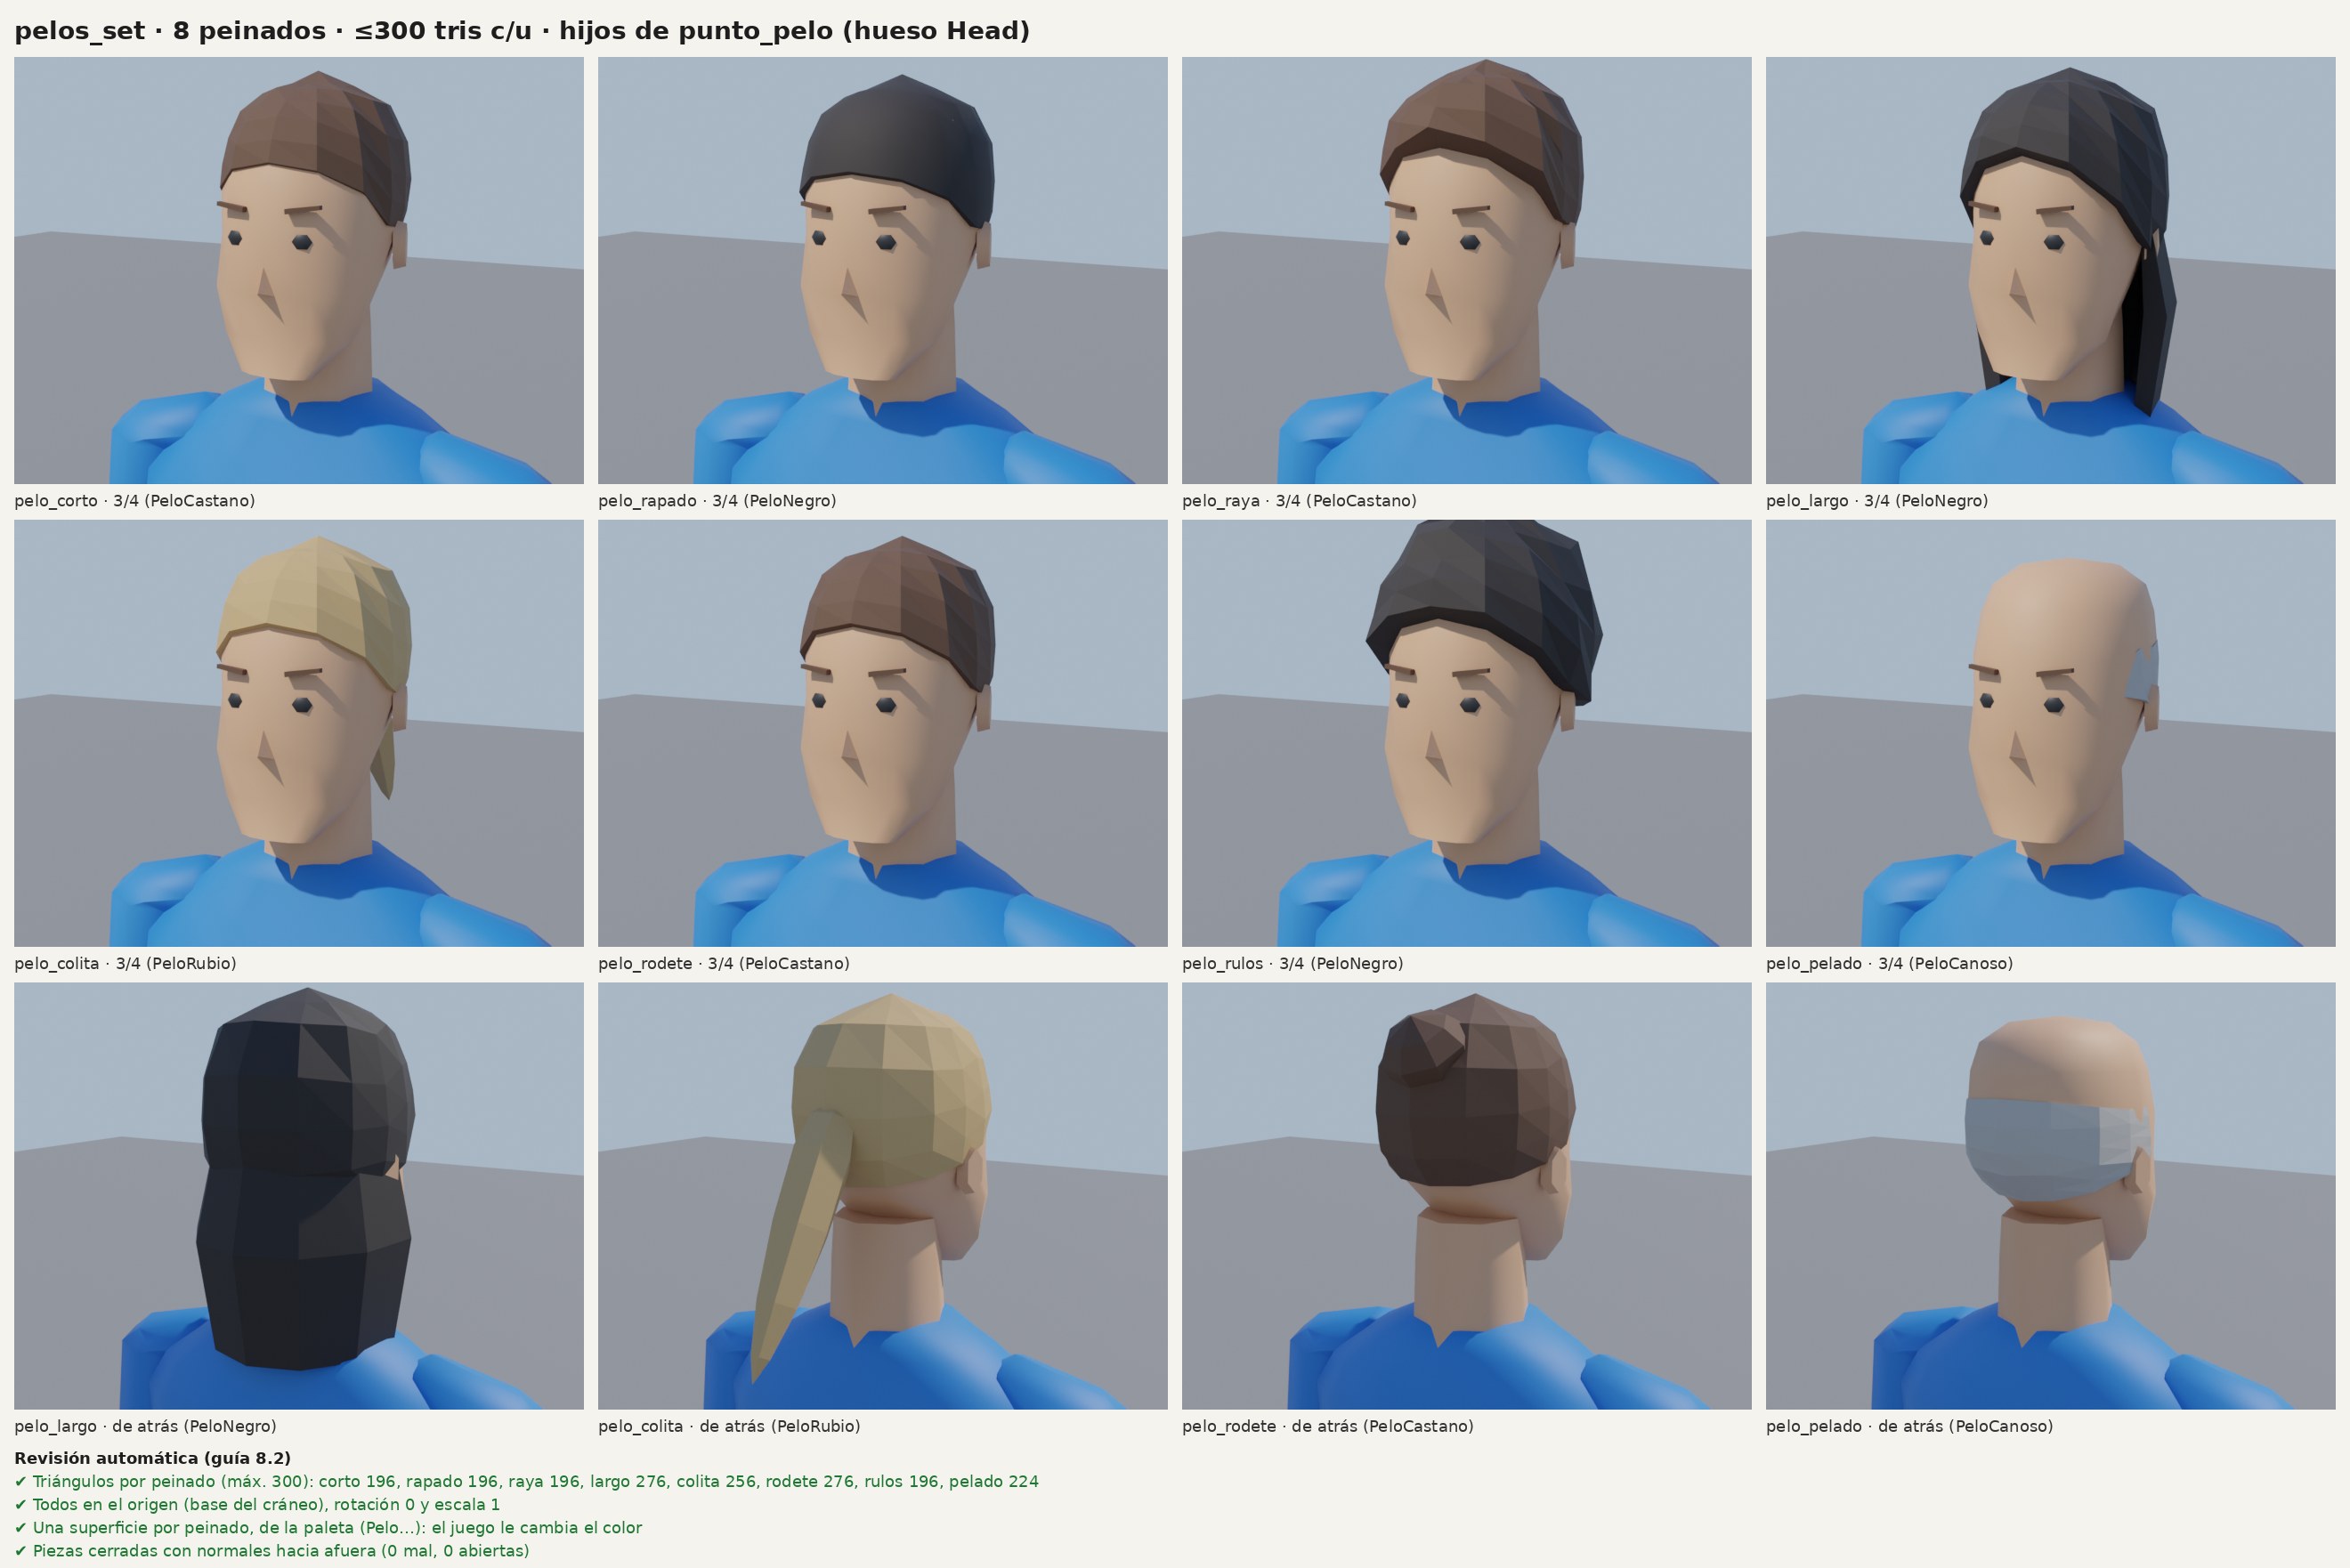 pelos_set · 8 peinados · ≤300 tris c/u · hijos de punto_pelo (hueso Head)
pelo_corto · 3/4 (PeloCastano)
pelo_rapado · 3/4 (PeloNegro)
pelo_raya · 3/4 (PeloCastano)
pelo_largo · 3/4 (PeloNegro)
pelo_colita · 3/4 (PeloRubio)
pelo_rodete · 3/4 (PeloCastano)
pelo_rulos · 3/4 (PeloNegro)
pelo_pelado · 3/4 (PeloCanoso)
pelo_largo · de atrás (PeloNegro)
pelo_colita · de atrás (PeloRubio)
pelo_rodete · de atrás (PeloCastano)
pelo_pelado · de atrás (PeloCanoso)
Revisión automática (guía 8.2)
✔ Triángulos por peinado (máx. 300): corto 196, rapado 196, raya 196, largo 276, colita 256, rodete 276, rulos 196, pelado 224
✔ Todos en el origen (base del cráneo), rotación 0 y escala 1
✔ Una superficie por peinado, de la paleta (Pelo...): el juego le cambia el color
✔ Piezas cerradas con normales hacia afuera (0 mal, 0 abiertas)